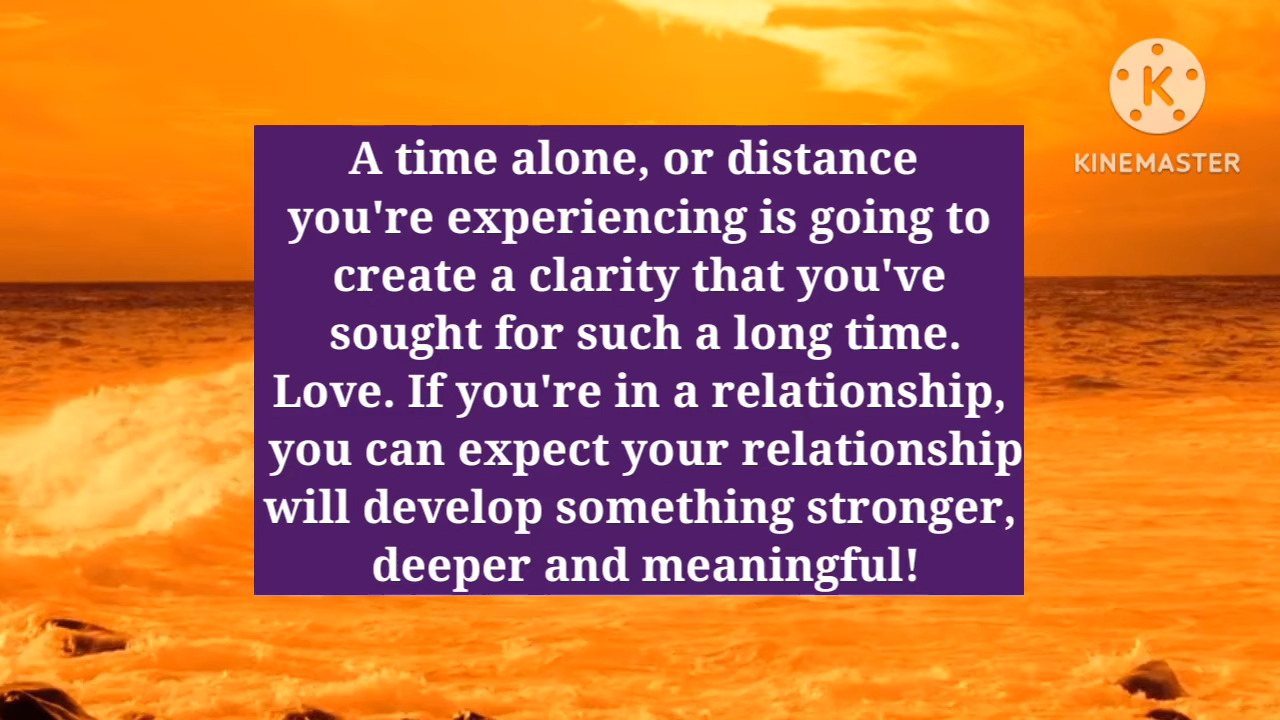 K
KINEMASTER
A time alone, or distance
you're experiencing is going to
create a clarity that you've
sought for such a long time.
Love. If you're in a relationship,
you can expect your relationship
will develop something stronger,
deeper and meaningful!